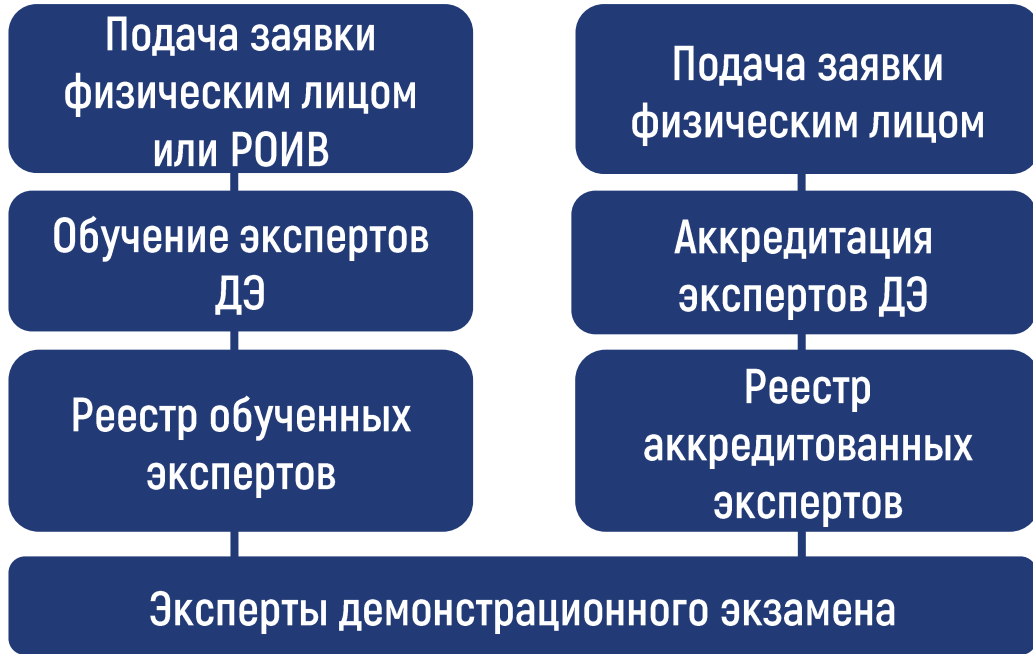 Подача заявки
физическим лицом
или РОИВ
Обучение экспертов
ДЭ
Реестр обученных
экспертов
Подача заявки
физическим лицом
Аккредитация
экспертов ДЭ
Реестр
аккредитованных
экспертов
Эксперты демонстрационного экзамена